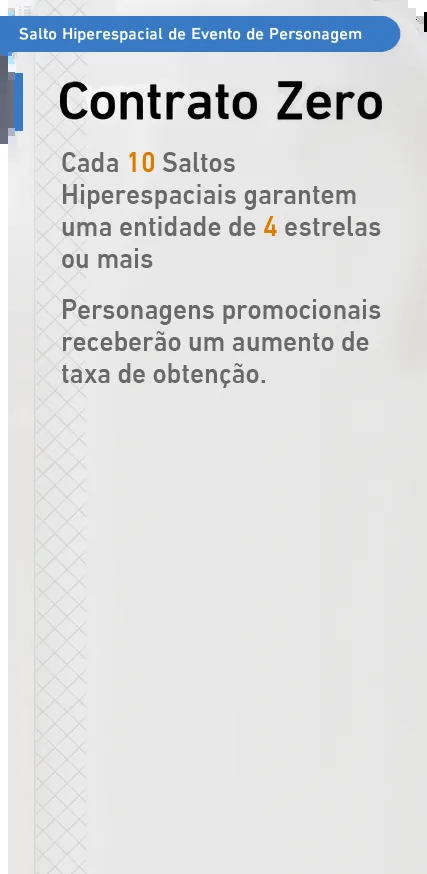 Salto Hiperespacial de Evento de Personagem
Contrato Zero
Cada 10 Saltos
Hiperespaciais garantem
uma entidade de 4 estrelas
ou mais
Personagens promocionais
receberão um aumento de
taxa de obtenção.